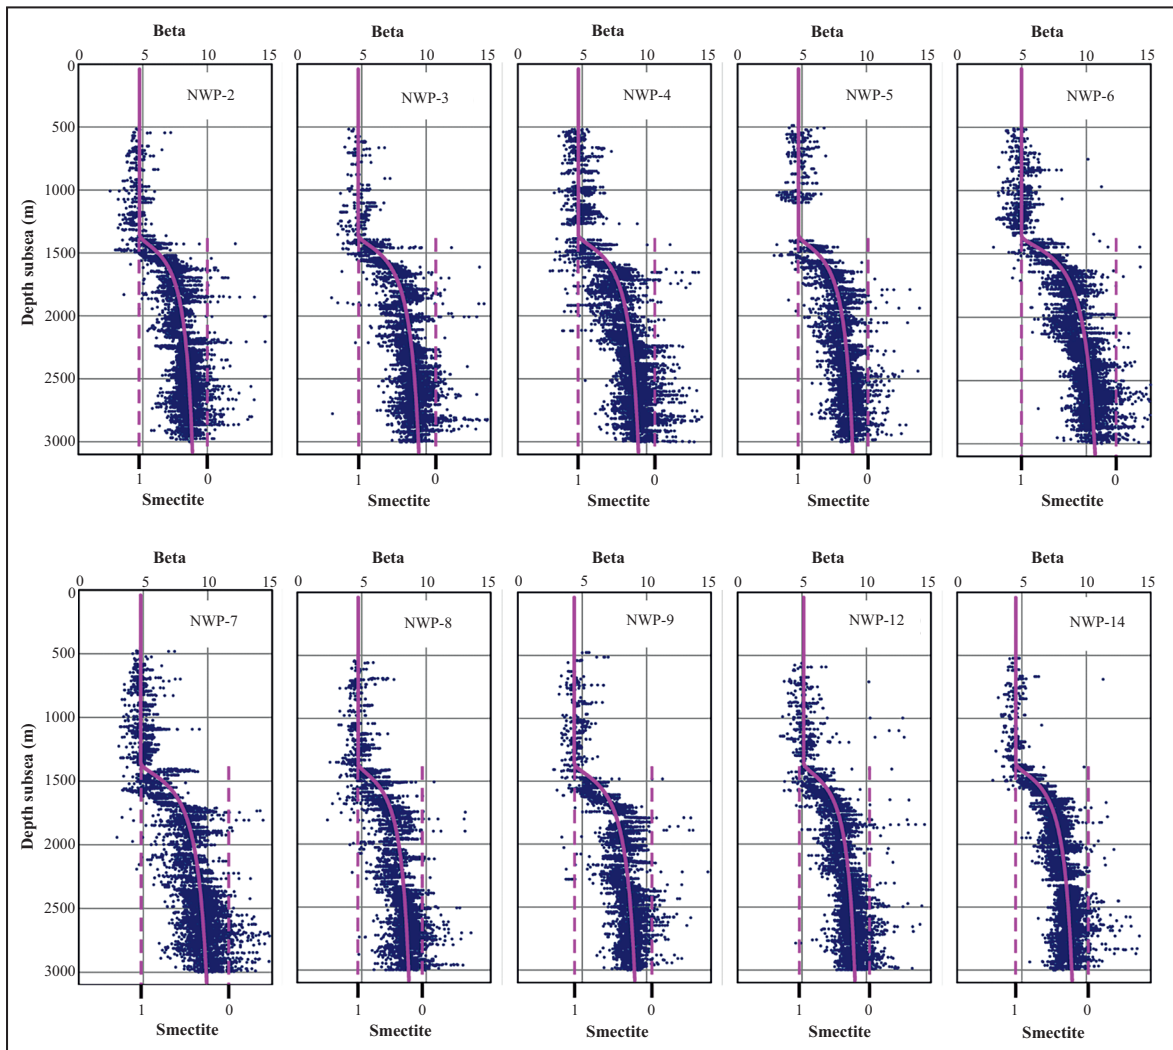 Beta Beta Beta Beta Beta
0 5 10 15 0 5 10 15 0 5 10 15 0 5 10 15 0 5 10 15
0
NWP-2 NWP-3 NWP-4 NWP-5 NWP-6
500
1000
Depth subsea (m)
1500
2000
2500
3000
1 0 1 0 1 0 1 0 1 0
Smectite Smectite Smectite Smectite Smectite
Beta Beta Beta Beta Beta
0 5 10 15 0 5 10 15 0 5 10 15 0 5 10 15 0 5 10 15
0
NWP-7 NWP-8 NWP-9 NWP-12 NWP-14
500
1000
Depth subsea (m)
1500
2000
2500
3000
1 0 1 0 1 0 1 0 1 0
Smectite Smectite Smectite Smectite Smectite